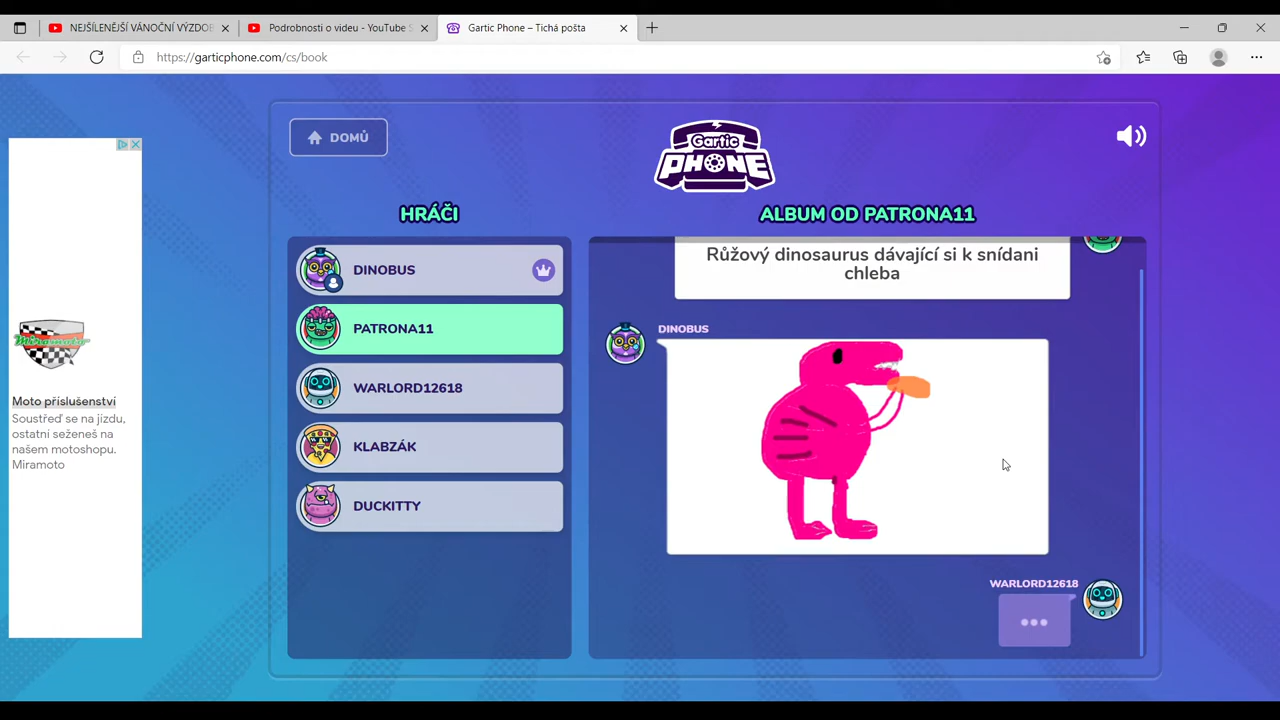 NEJŠÍLENĚJŠÍ VÁNOČNÍ VÝZDOB
Podrobnosti o videu - YouTube S
Gartic Phone – Tichá pošta
https://garticphone.com/cs/book
DOMŮ
Gartic
PHONE
HRÁČI
ALBUM OD PATRONA11
DINOBUS
PATRONA11
WARLORD12618
KLABZÁK
DUCKITTY
Růžový dinosaurus dávající si k snídani
chleba
DINOBUS
WARLORD12618
•••
Moto příslušenství
Soustřeď se na jízdu,
ostatní seženeš na
našem motoshopu.
Miramoto